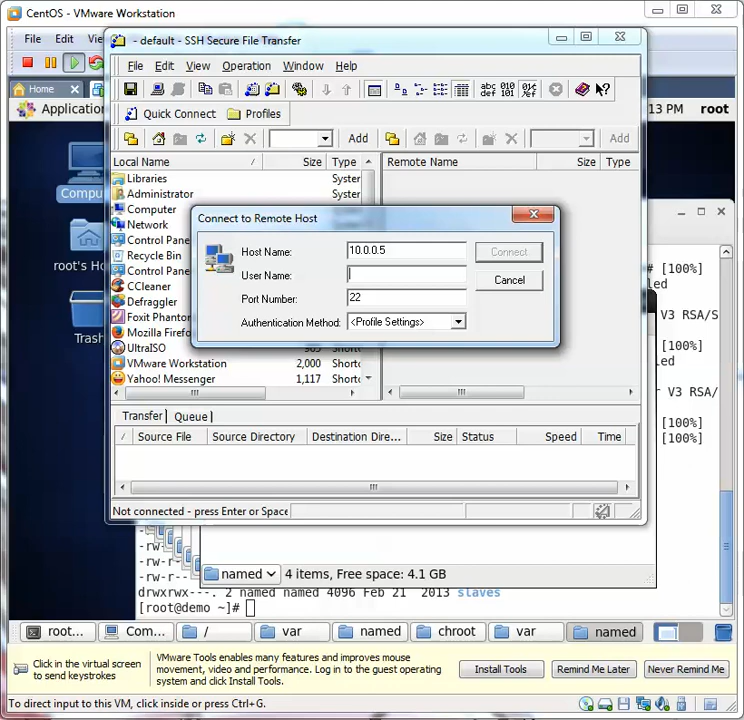 CentOS - VMware Workstation
File Edit
- default - SSH Secure File Transfer
File Edit View Operation Window Help
Home
Quick Connect Profiles
13 PM root
Add Add
Local Name / Size Type
Remote Name Size Type
Libraries Syster
Administrator Syster
Computer
Network
Control Pane
Recycle Bin
Control Pane
CCleaner
Defraggler
Foxit Phantom
Mozilla Firefo
UltraISO
VMware Workstation 2,000 Shortc
Yahoo! Messenger 1,117 Shortc
Connect to Remote Host
Host Name: 10.0.0.5 Connect
User Name: Cancel
Port Number: 22
Authentication Method: <Profile Settings>
root's Ho
Trash
# [100%]
V3 RSA/S
[100%]
V3 RSA/S
[100%]
[100%]
Transfer Queue
/ Source File Source Directory Destination Dire... Size Status Speed Time
Not connected - press Enter or Space
named 4 items, Free space: 4.1 GB
drwxrwx---. 2 named named 4096 Feb 21 2013 slaves
[root@demo ~]#
root... Com... / var named chroot var named
Click in the virtual screen to send keystrokes
VMware Tools enables many features and improves mouse
movement, video and performance. Log in to the guest operating
system and click Install Tools.
Install Tools Remind Me Later Never Remind Me
To direct input to this VM, click inside or press Ctrl+G.